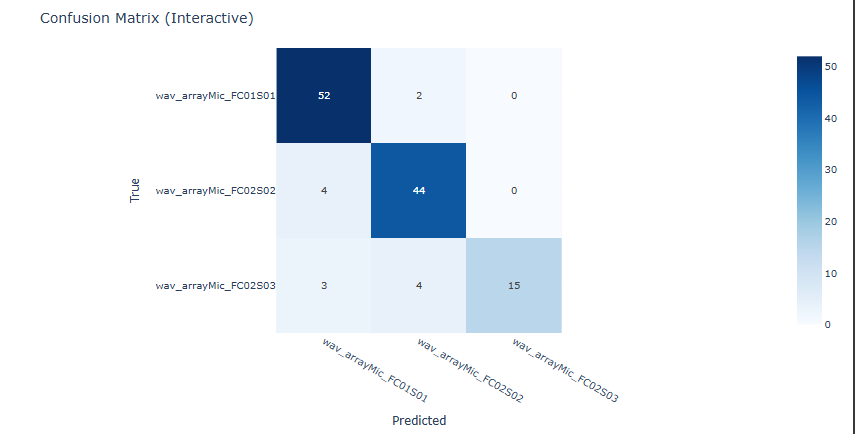 Confusion Matrix (Interactive)
wav_arrayMic_FC01S01 52 2 0
wav_arrayMic_FC02S02 4 44 0
wav_arrayMic_FC02S03 3 4 15
True
wav_arrayMic_FC01S01 wav_arrayMic_FC02S02 wav_arrayMic_FC02S03
Predicted
50
40
30
20
10
0